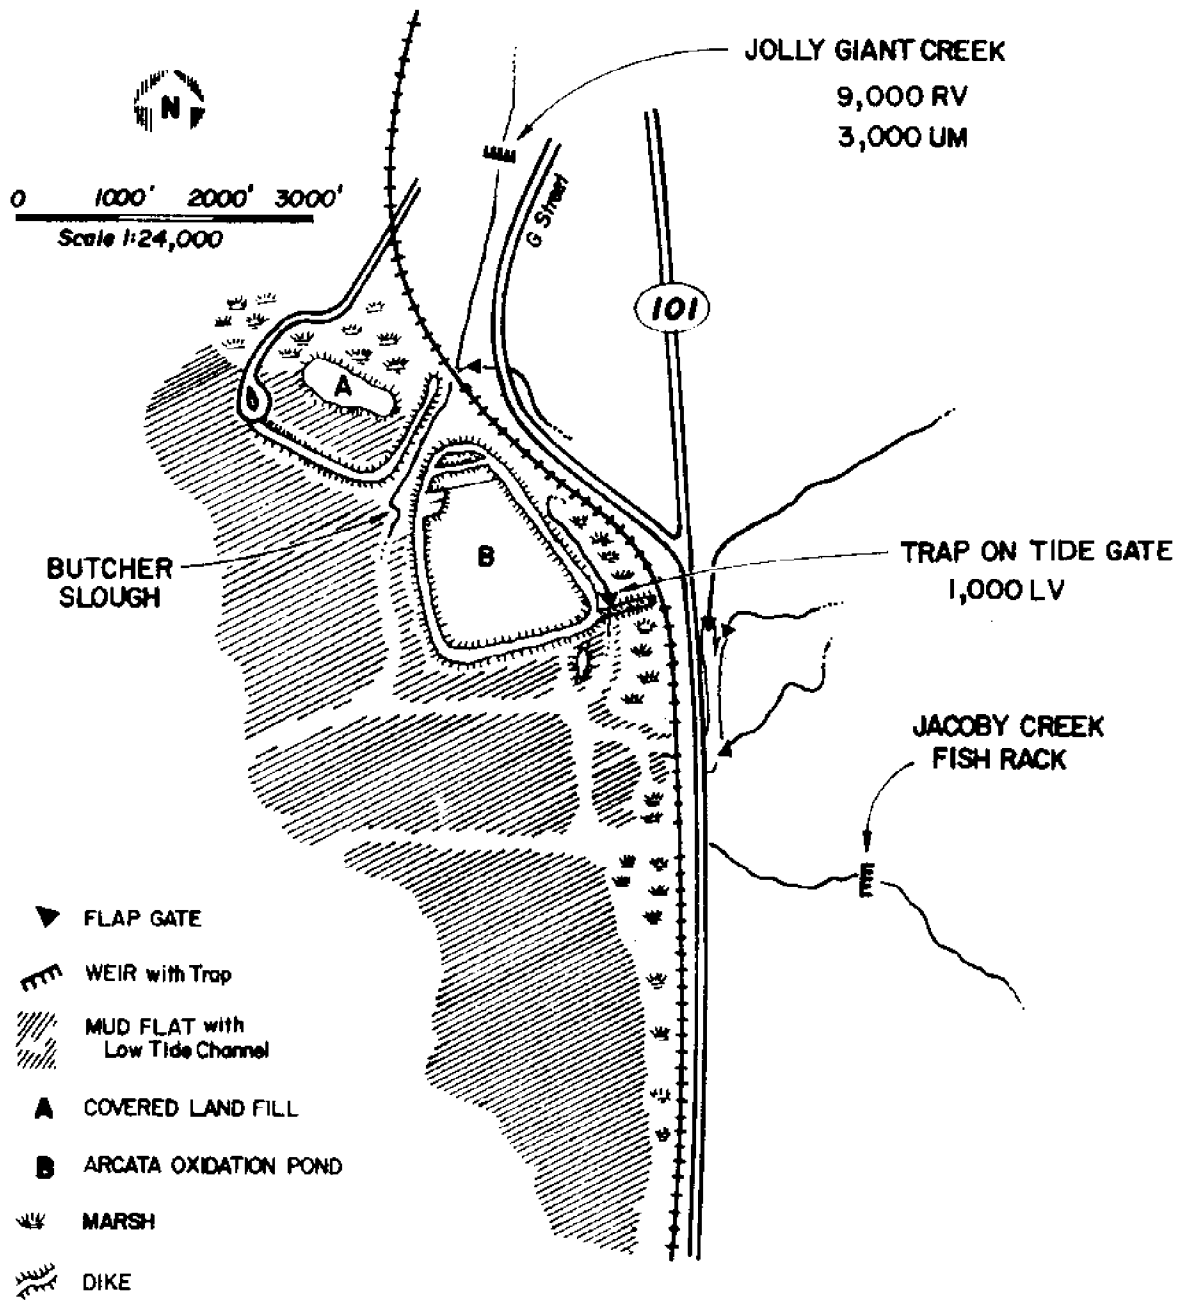 JOLLY GIANT CREEK
9,000 RV
3,000 UM
N
0 1000' 2000' 3000'
Scale 1:24,000
G Street
101
A
B
BUTCHER
SLOUGH
TRAP ON TIDE GATE
1,000 LV
JACOBY CREEK
FISH RACK
FLAP GATE
WEIR with Trap
MUD FLAT with
Low Tide Channel
A COVERED LAND FILL
B ARCATA OXIDATION POND
MARSH
DIKE